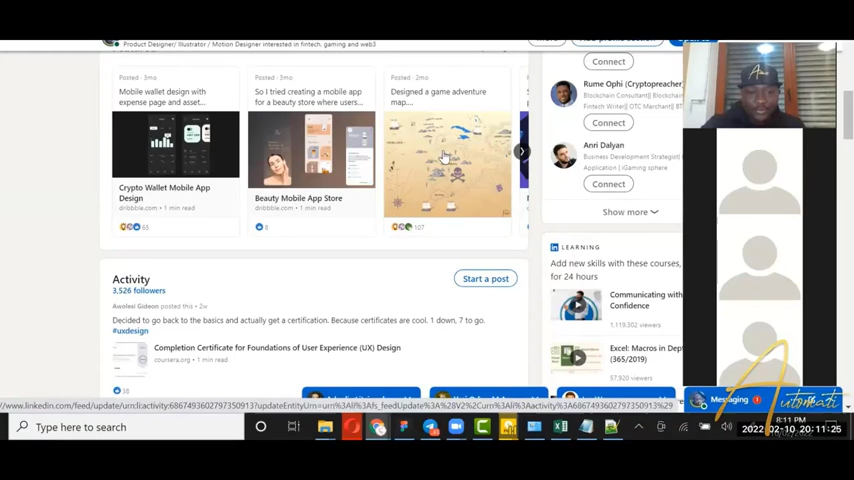 Product Designer/ Illustrator / Motion Designer interested in fintech, gaming and web3
Posted · 3mo
Mobile wallet design with
expense page and asset...
Crypto Wallet Mobile App
Design
dribbble.com • 1 min read
65
Posted · 3mo
So I tried creating a mobile app
for a beauty store where users...
Beauty Mobile App Store
dribbble.com • 1 min read
8
Posted · 2mo
Designed a game adventure
map....
107
Connect
Rume Ophi (Cryptopreacher)
Blockchain Consultant||Blockchain
Fintech Writer|| OTC Marchant|| BT
Connect
Anri Dalyan
Business Development Strategist|
Application | iGaming sphere
Connect
Show more
Activity
3,526 followers
Start a post
Awolesi Gideon posted this • 2w
Decided to go back to the basics and actually get a certification. Because certificates are cool. 1 down, 7 to go.
#uxdesign
Completion Certificate for Foundations of User Experience (UX) Design
coursera.org • 1 min read
38
LEARNING
Add new skills with these courses,
for 24 hours
Communicating with
Confidence
1,119,302 viewers
Excel: Macros in Dep
(365/2019)
57,920 viewers
Messaging
Automati
Type here to search
8:11 PM
2022-02-10 20:11:25